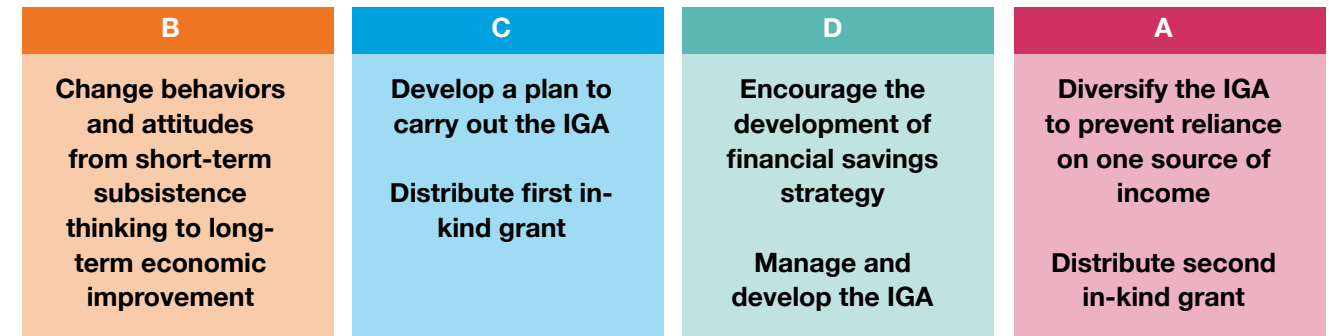 B
Change behaviors
and attitudes
from short-term
subsistence
thinking to long-
term economic
improvement
C
Develop a plan to
carry out the IGA
Distribute first in-
kind grant
D
Encourage the
development of
financial savings
strategy
Manage and
develop the IGA
A
Diversify the IGA
to prevent reliance
on one source of
income
Distribute second
in-kind grant